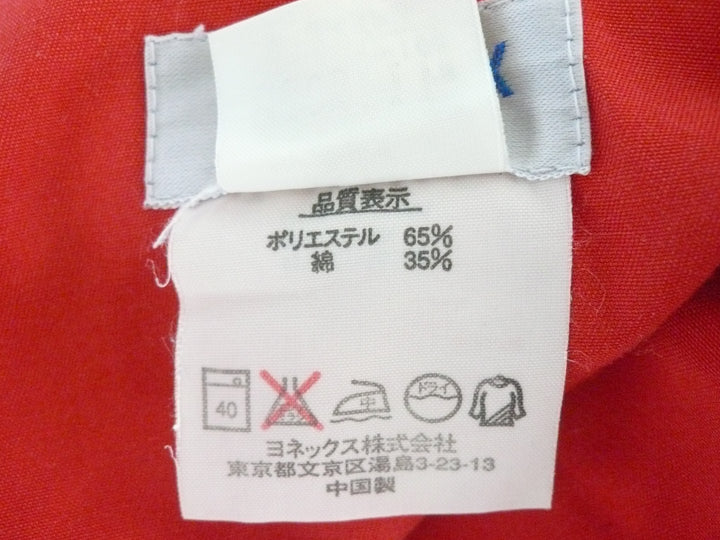 品質表示
ポリエステル 65%
綿 35%
40 中 ドライ
ヨネックス株式会社
東京都文京区湯島3-23-13
中国製